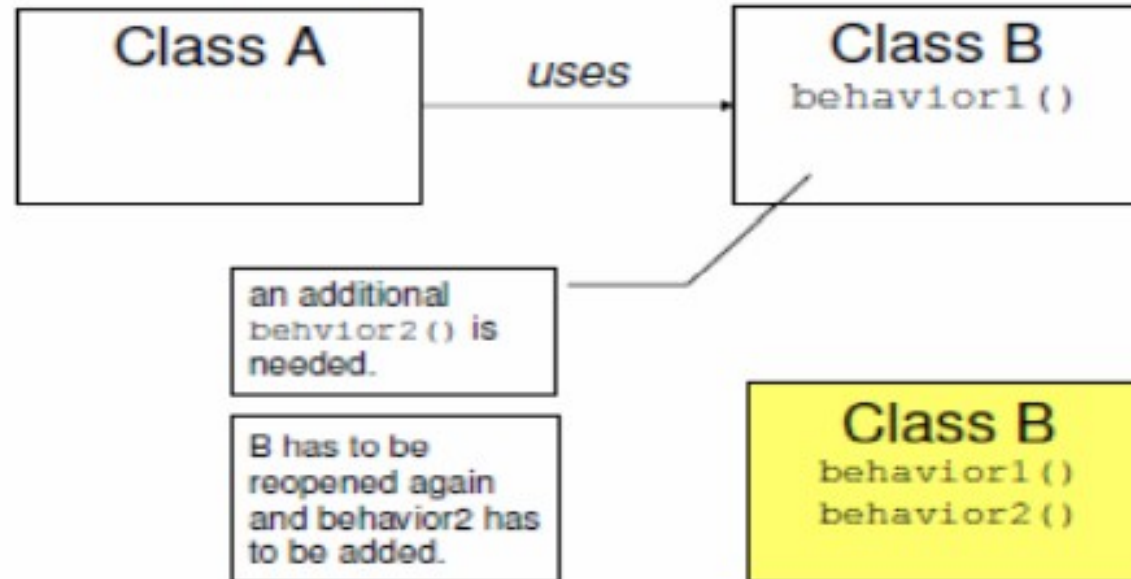 Class A
uses
Class B
behavior1()
an additional
behvior2() is
needed.
B has to be
reopened again
and behavior2 has
to be added.
Class B
behavior1()
behavior2()